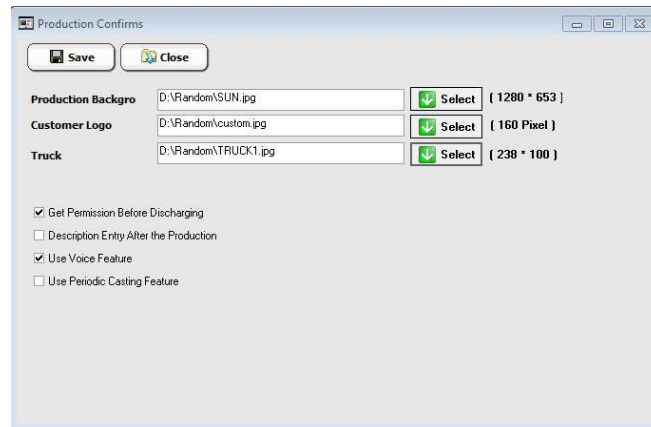 Production Confirms
Save Close
Production Backgro D:\Random\SUN.jpg Select ( 1280 * 653 )
Customer Logo D:\Random\custom.jpg Select ( 160 Pixel )
Truck D:\Random\TRUCK1.jpg Select ( 238 * 100 )
Get Permission Before Discharging
Description Entry After the Production
Use Voice Feature
Use Periodic Casting Feature